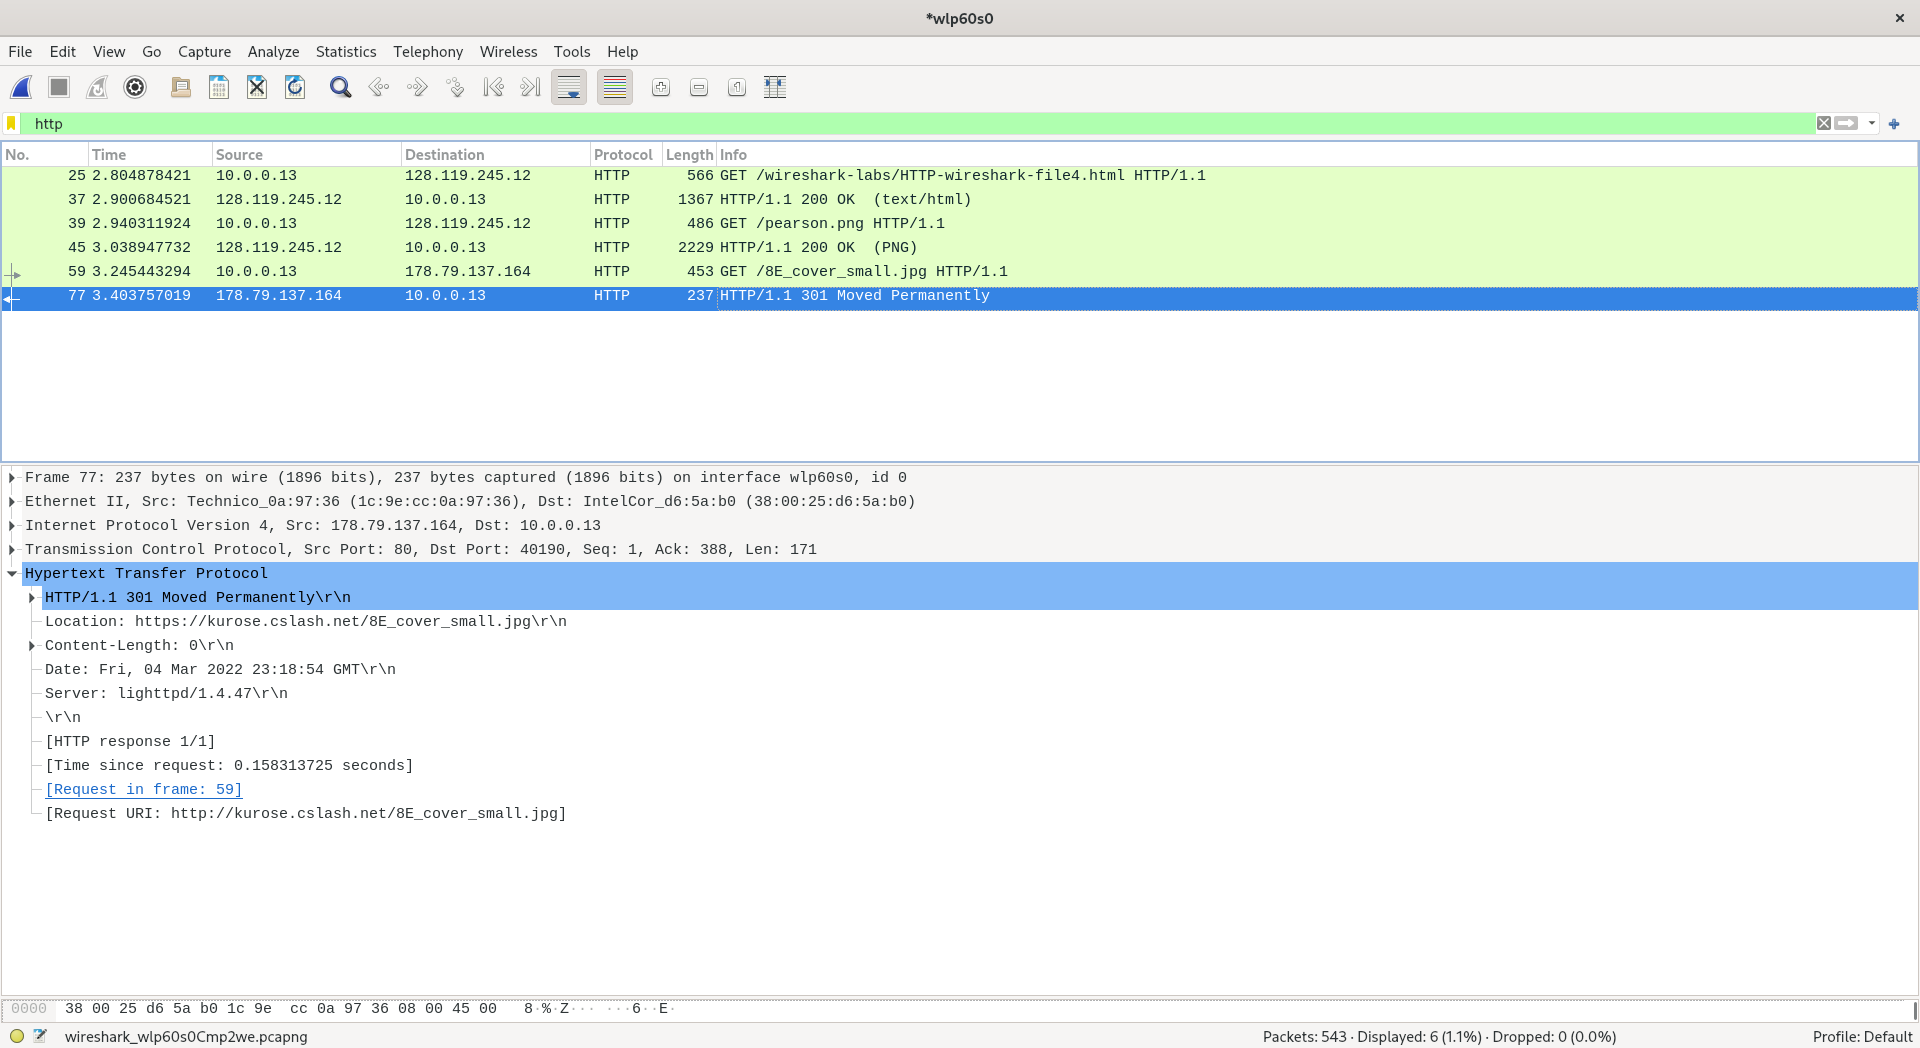 *wlp60s0
File Edit View Go Capture Analyze Statistics Telephony Wireless Tools Help
http
No. Time Source Destination Protocol Length Info
25 2.804878421 10.0.0.13 128.119.245.12 HTTP 566 GET /wireshark-labs/HTTP-wireshark-file4.html HTTP/1.1
37 2.900684521 128.119.245.12 10.0.0.13 HTTP 1367 HTTP/1.1 200 OK  (text/html)
39 2.940311924 10.0.0.13 128.119.245.12 HTTP 486 GET /pearson.png HTTP/1.1
45 3.038947732 128.119.245.12 10.0.0.13 HTTP 2229 HTTP/1.1 200 OK  (PNG)
59 3.245443294 10.0.0.13 178.79.137.164 HTTP 453 GET /8E_cover_small.jpg HTTP/1.1
77 3.403757019 178.79.137.164 10.0.0.13 HTTP 237 HTTP/1.1 301 Moved Permanently
Frame 77: 237 bytes on wire (1896 bits), 237 bytes captured (1896 bits) on interface wlp60s0, id 0
Ethernet II, Src: Technico_0a:97:36 (1c:9e:cc:0a:97:36), Dst: IntelCor_d6:5a:b0 (38:00:25:d6:5a:b0)
Internet Protocol Version 4, Src: 178.79.137.164, Dst: 10.0.0.13
Transmission Control Protocol, Src Port: 80, Dst Port: 40190, Seq: 1, Ack: 388, Len: 171
Hypertext Transfer Protocol
HTTP/1.1 301 Moved Permanently\r\n
Location: https://kurose.cslash.net/8E_cover_small.jpg\r\n
Content-Length: 0\r\n
Date: Fri, 04 Mar 2022 23:18:54 GMT\r\n
Server: lighttpd/1.4.47\r\n
\r\n
[HTTP response 1/1]
[Time since request: 0.158313725 seconds]
[Request in frame: 59]
[Request URI: http://kurose.cslash.net/8E_cover_small.jpg]
0000 38 00 25 d6 5a b0 1c 9e cc 0a 97 36 08 00 45 00 8·%·Z··· ···6··E·
wireshark_wlp60s0Cmp2we.pcapng Packets: 543 · Displayed: 6 (1.1%) · Dropped: 0 (0.0%) Profile: Default